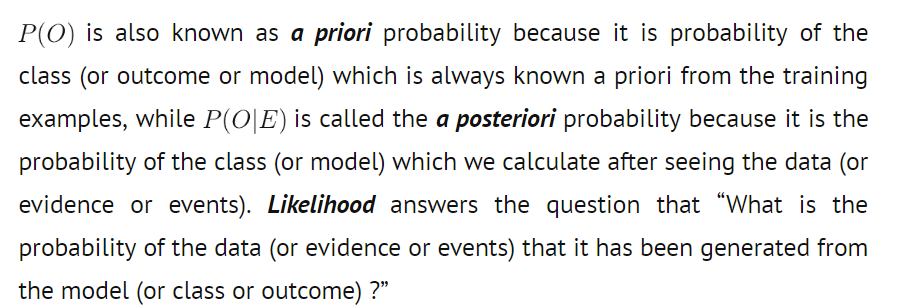 P(O) is also known as a priori probability because it is probability of the
class (or outcome or model) which is always known a priori from the training
examples, while P(O|E) is called the a posteriori probability because it is the
probability of the class (or model) which we calculate after seeing the data (or
evidence or events). Likelihood answers the question that “What is the
probability of the data (or evidence or events) that it has been generated from
the model (or class or outcome) ?”